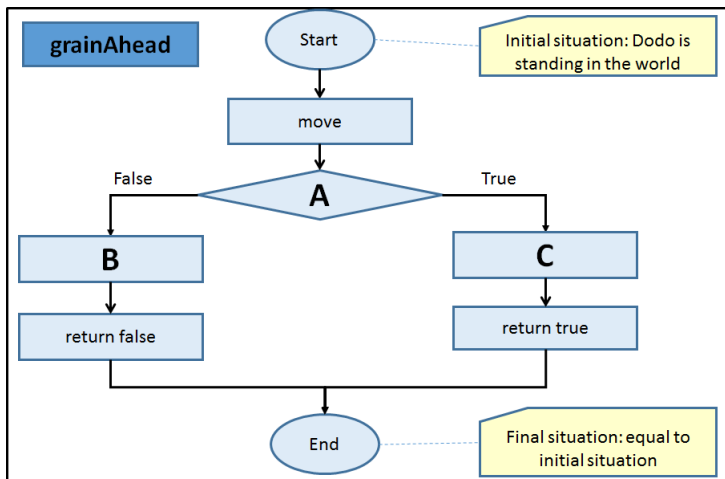 grainAhead
Start
Initial situation: Dodo is
standing in the world
move
False
A
True
B
C
return false
return true
End
Final situation: equal to
initial situation